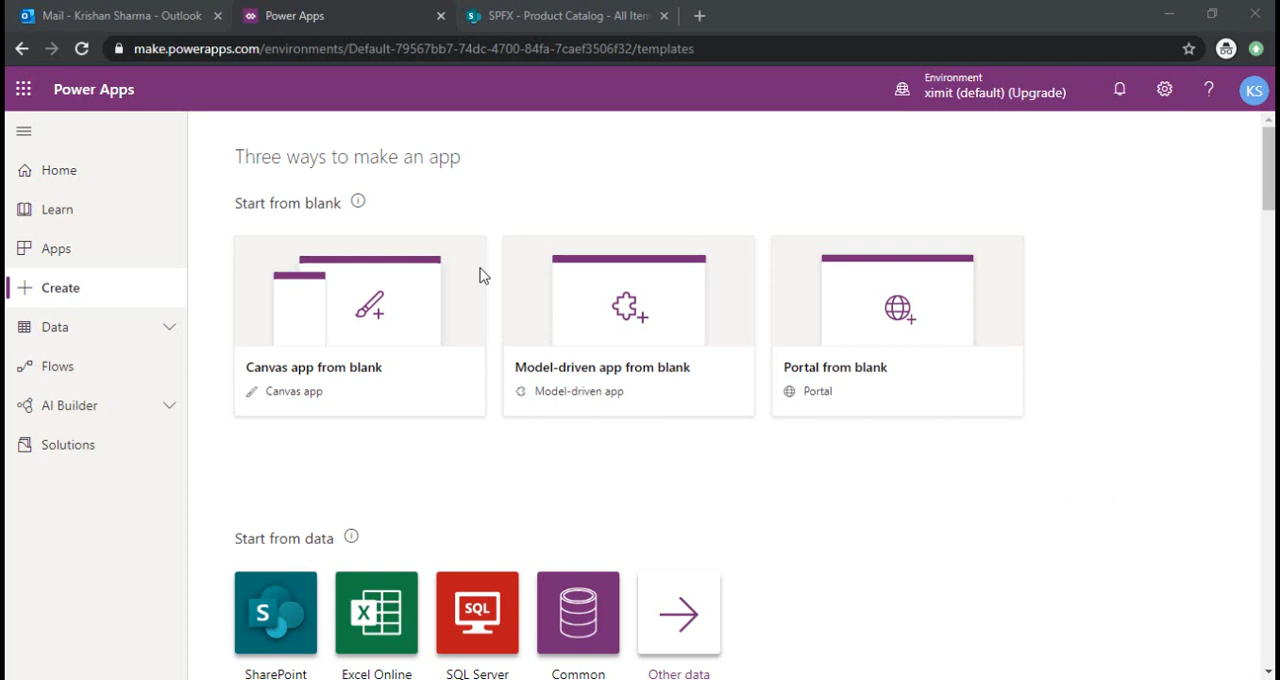 Mail - Krishan Sharma - Outlook
Power Apps
SPFX - Product Catalog - All Item
make.powerapps.com/environments/Default-79567bb7-74dc-4700-84fa-7caef3506f32/templates
Power Apps
Environment
ximit (default) (Upgrade)
KS
Home
Learn
Apps
Create
Data
Flows
AI Builder
Solutions
Three ways to make an app
Start from blank
Canvas app from blank
Canvas app
Model-driven app from blank
Model-driven app
Portal from blank
Portal
Start from data
S
X
SQL
SharePoint
Excel Online
SQL Server
Common
Other data